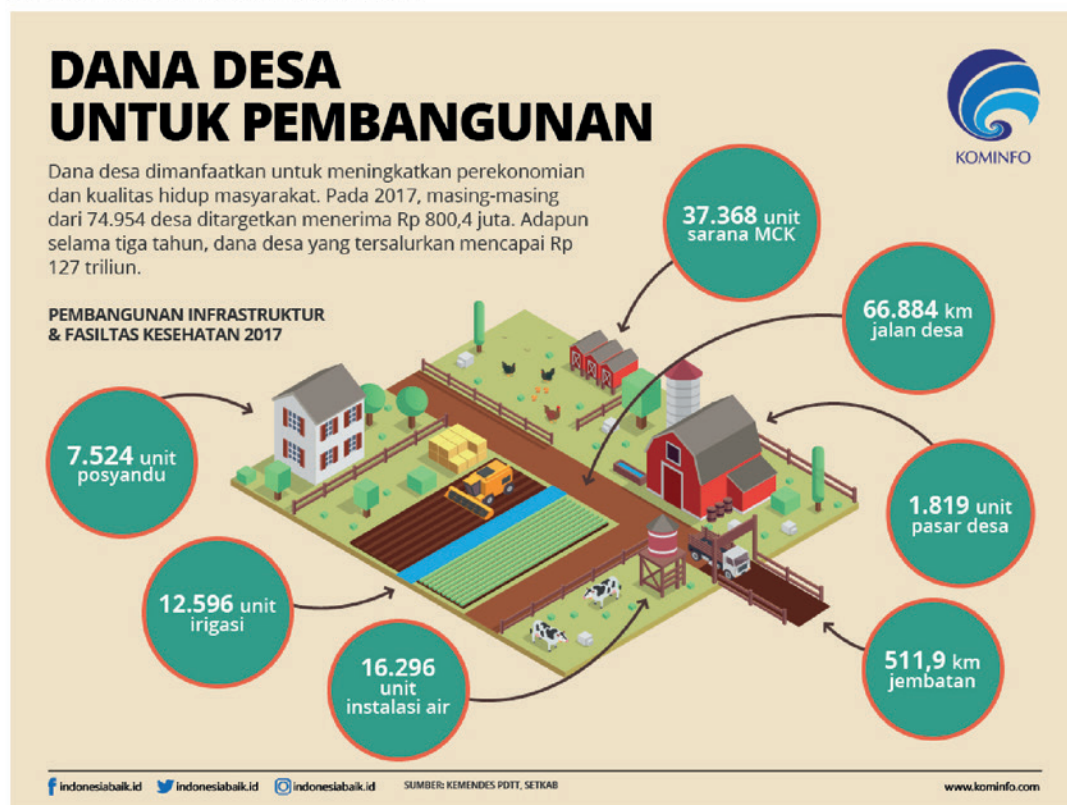 DANA DESA
UNTUK PEMBANGUNAN
KOMINFO
Dana desa dimanfaatkan untuk meningkatkan perekonomian
dan kualitas hidup masyarakat. Pada 2017, masing-masing
dari 74.954 desa ditargetkan menerima Rp 800,4 juta. Adapun
selama tiga tahun, dana desa yang tersalurkan mencapai Rp
127 triliun.
PEMBANGUNAN INFRASTRUKTUR
& FASILTAS KESEHATAN 2017
37.368 unit
sarana MCK
66.884 km
jalan desa
7.524 unit
posyandu
1.819 unit
pasar desa
12.596 unit
irigasi
16.296
unit
instalasi air
511,9 km
jembatan
indonesiabaik.id indonesiabaik.id indonesiabaik.id SUMBER: KEMENDES PDTT, SETKAB www.kominfo.com